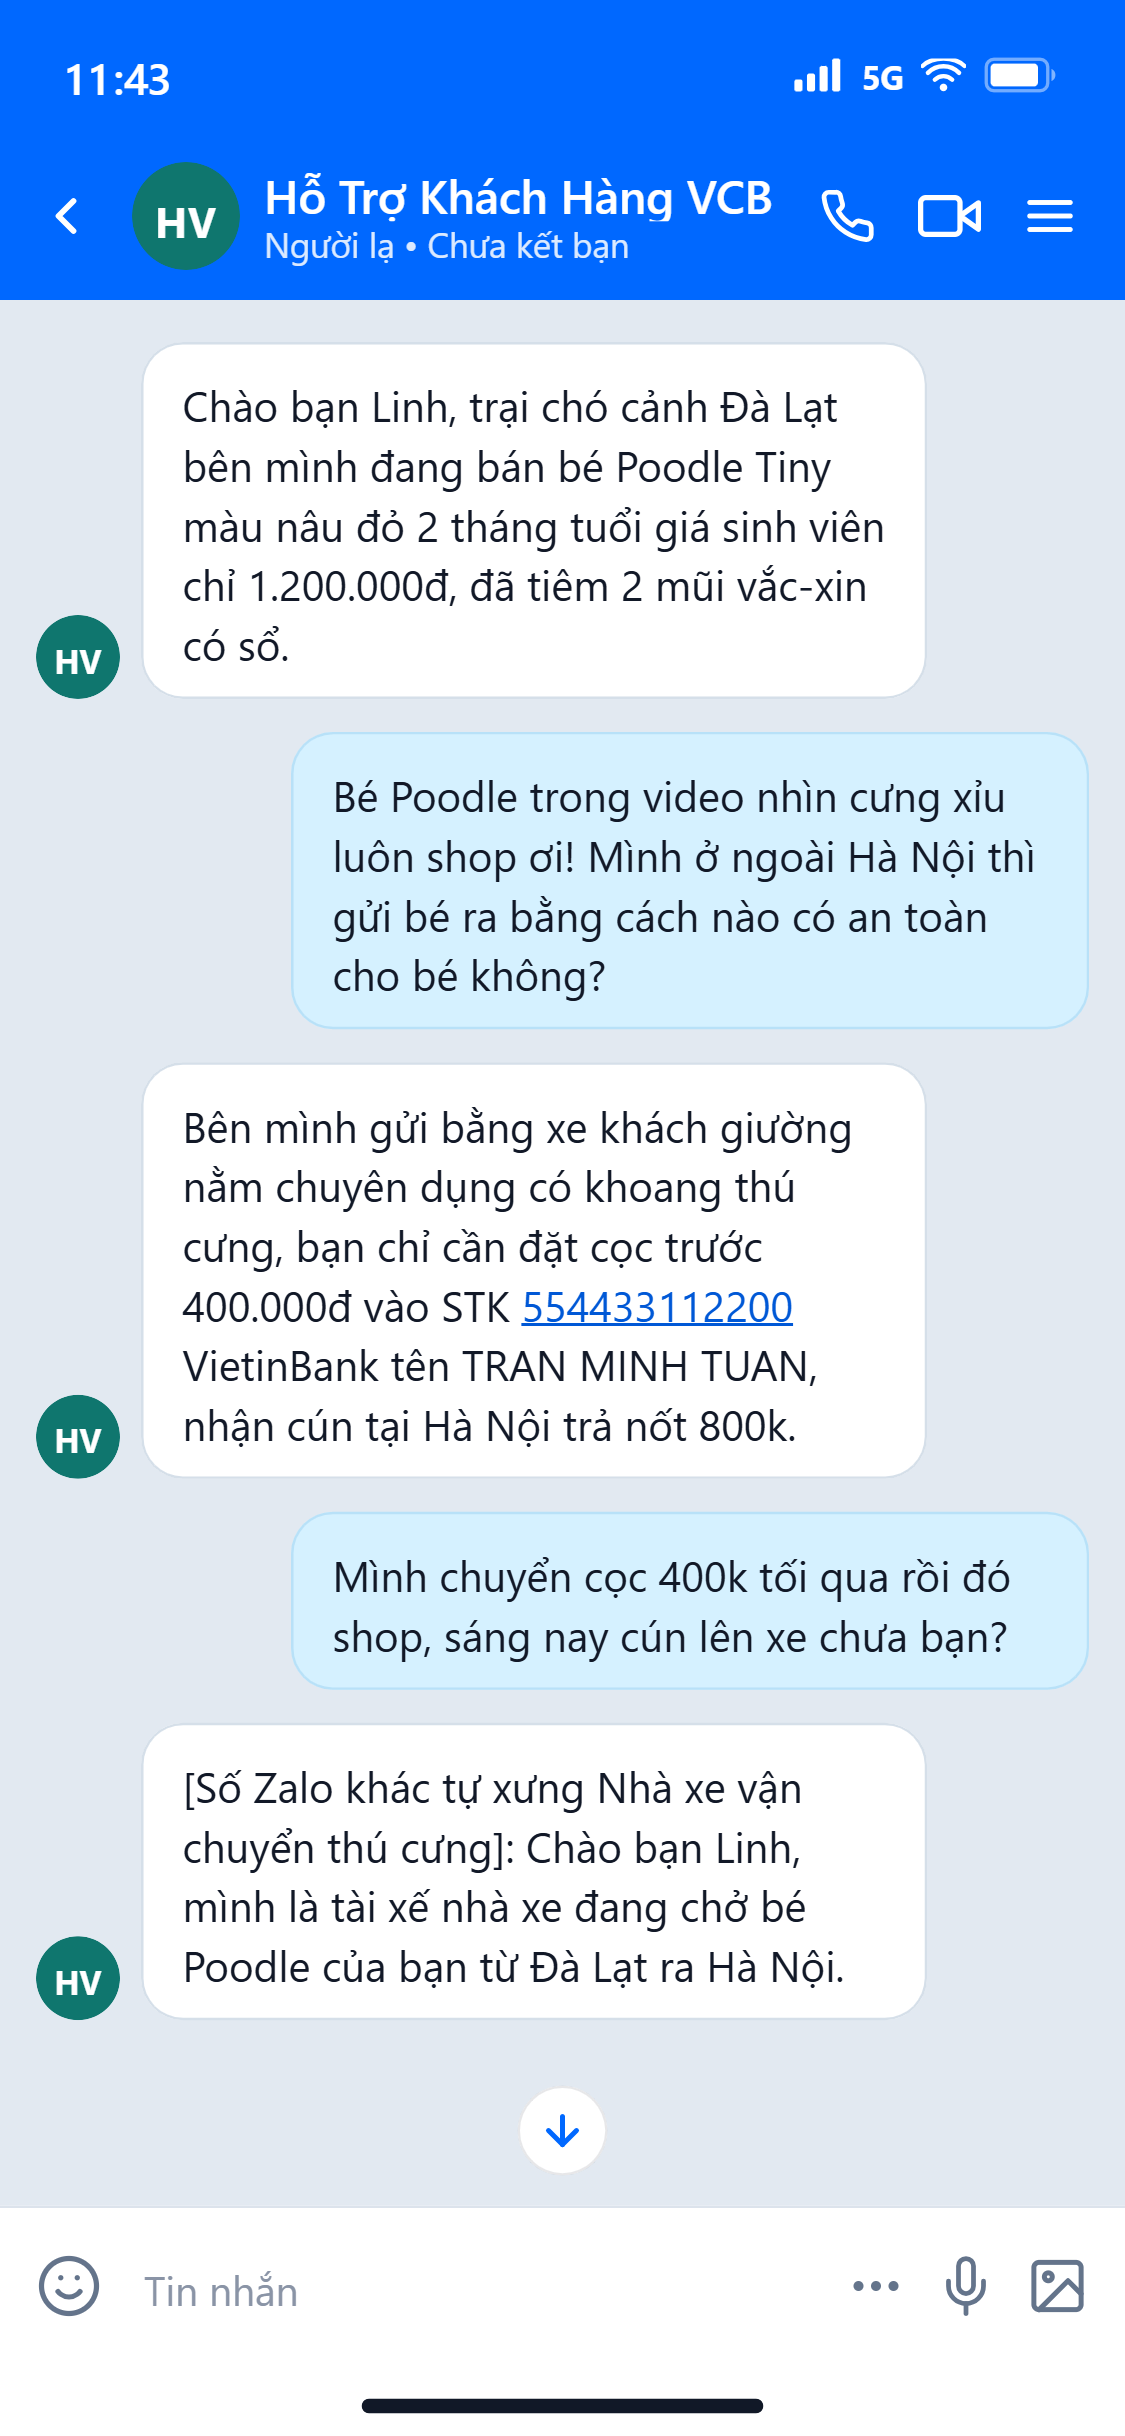 11:43
5G
HV
Hỗ Trợ Khách Hàng VCB
Người lạ • Chưa kết bạn
Chào bạn Linh, trại chó cảnh Đà Lạt
bên mình đang bán bé Poodle Tiny
màu nâu đỏ 2 tháng tuổi giá sinh viên
chỉ 1.200.000đ, đã tiêm 2 mũi vắc-xin
có sổ.
HV
Bé Poodle trong video nhìn cưng xỉu
luôn shop ơi! Mình ở ngoài Hà Nội thì
gửi bé ra bằng cách nào có an toàn
cho bé không?
Bên mình gửi bằng xe khách giường
nằm chuyên dụng có khoang thú
cưng, bạn chỉ cần đặt cọc trước
400.000đ vào STK 554433112200
VietinBank tên TRAN MINH TUAN,
nhận cún tại Hà Nội trả nốt 800k.
HV
Mình chuyển cọc 400k tối qua rồi đó
shop, sáng nay cún lên xe chưa bạn?
[Số Zalo khác tự xưng Nhà xe vận
chuyển thú cưng]: Chào bạn Linh,
mình là tài xế nhà xe đang chở bé
Poodle của bạn từ Đà Lạt ra Hà Nội.
HV
Tin nhắn